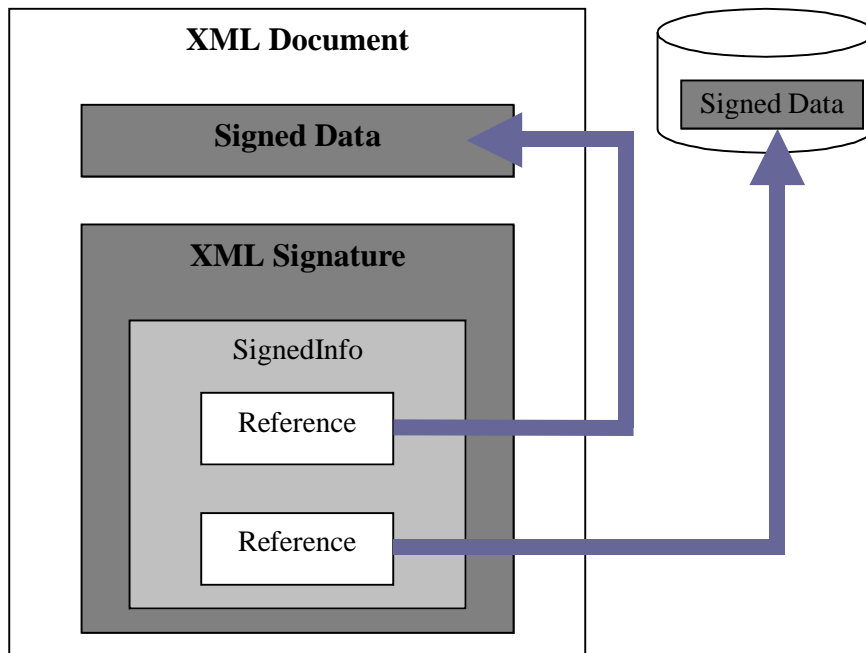 XML Document
Signed Data
Signed Data
XML Signature
SignedInfo
Reference
Reference